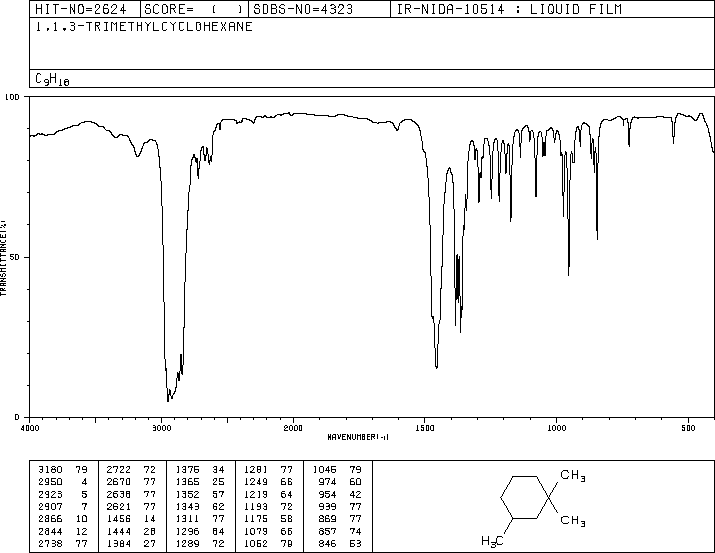 HIT-NO=2624 SCORE= ( ) SDBS-NO=4323 IR-NIDA-10514 : LIQUID FILM
1,1,3-TRIMETHYLCYCLOHEXANE
C9H18
100
50
0
TRANSMITTANCE(%)
4000 3000 2000 1500 1000 500
WAVENUMBER(-1)
3180 79 2722 72 1376 34 1281 77 1046 79
2950 4 2670 77 1365 25 1249 66 974 60
2923 5 2638 77 1352 57 1219 64 954 42
2907 7 2621 77 1343 62 1193 72 939 77
2866 10 1456 14 1311 77 1175 58 869 77
2844 12 1444 28 1296 84 1079 66 857 74
2738 77 1384 27 1289 72 1052 79 846 53
CH3
CH3
H3C